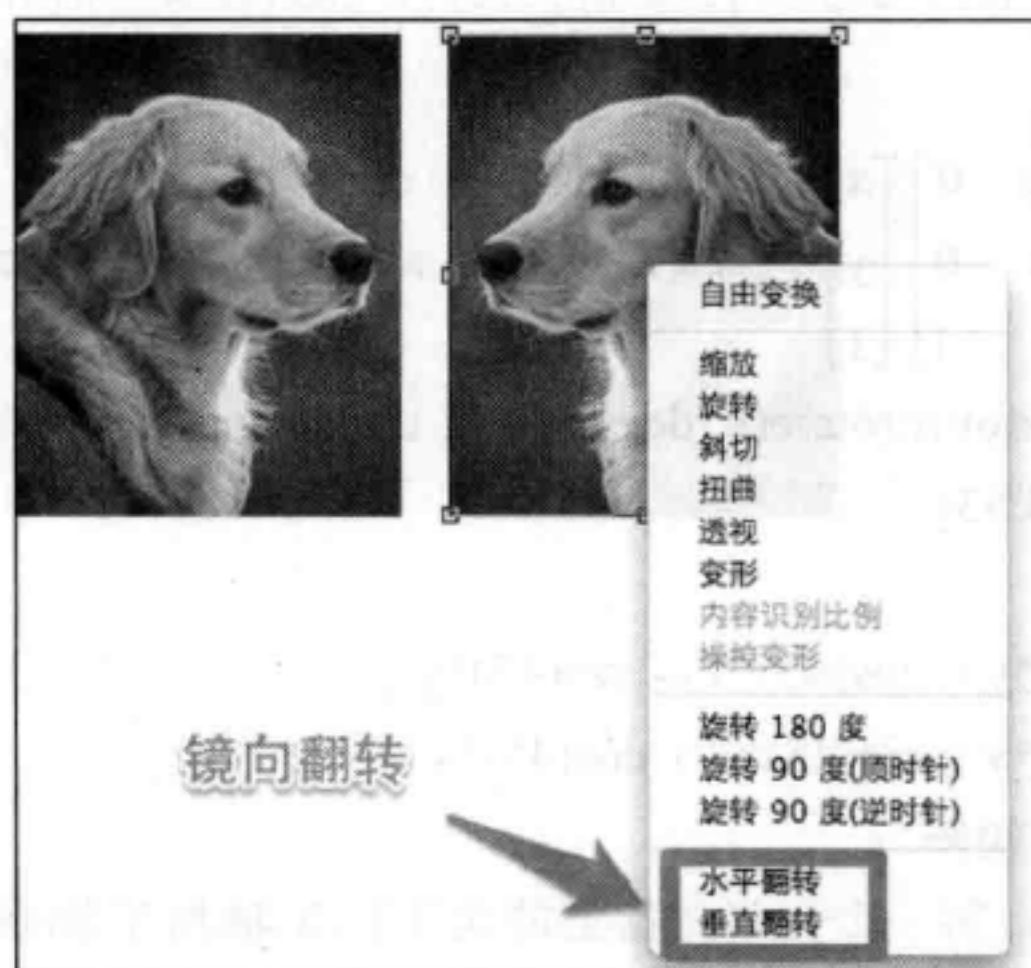 自由变换
缩放
旋转
斜切
扭曲
透视
变形
内容识别比例
操控变形
旋转 180 度
旋转 90 度(顺时针)
旋转 90 度(逆时针)
镜向翻转
水平翻转
垂直翻转